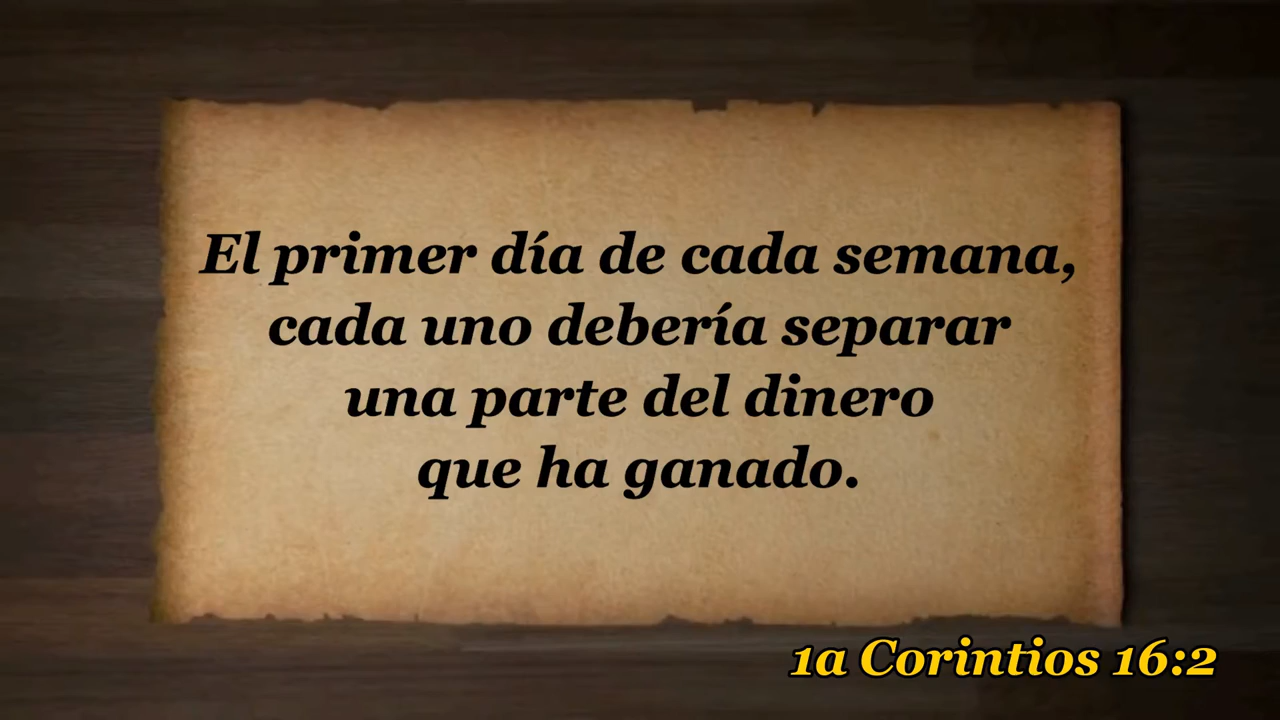 El primer día de cada semana,
cada uno debería separar
una parte del dinero
que ha ganado.
1a Corintios 16:2